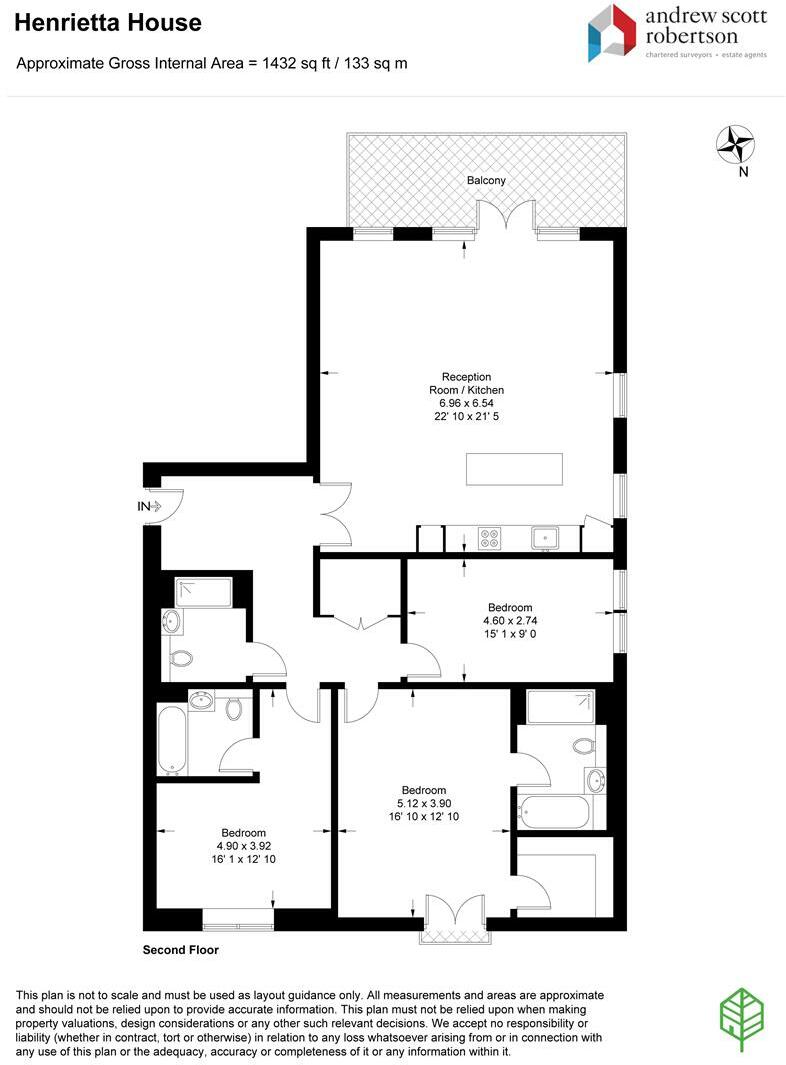 Henrietta House
Approximate Gross Internal Area = 1432 sq ft / 133 sq m
andrew scott
robertson
chartered surveyors • estate agents
N
Balcony
Reception
Room / Kitchen
6.96 x 6.54
22' 10 x 21' 5
IN
Bedroom
4.60 x 2.74
15' 1 x 9' 0
Bedroom
5.12 x 3.90
16' 10 x 12' 10
Bedroom
4.90 x 3.92
16' 1 x 12' 10
Second Floor
This plan is not to scale and must be used as layout guidance only. All measurements and areas are approximate
and should not be relied upon to provide accurate information. This plan must not be relied upon when making
property valuations, design considerations or any other such relevant decisions. We accept no responsibility or
liability (whether in contract, tort or otherwise) in relation to any loss whatsoever arising from or in connection with
any use of this plan or the adequacy, accuracy or completeness of it or any information within it.